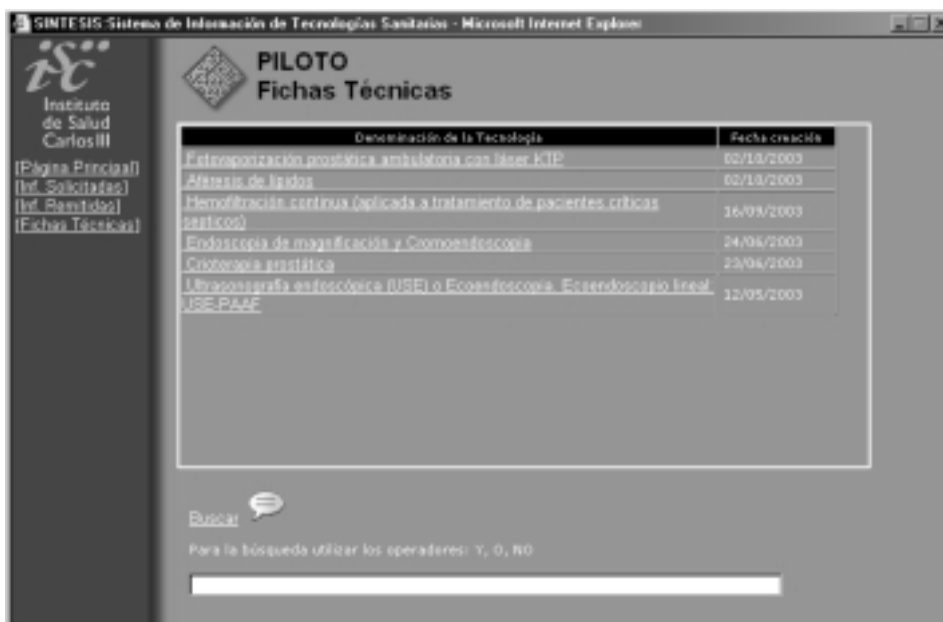 SINTESIS: Sistema de Información de Tecnologías Sanitarias - Microsoft Internet Explorer
isc
Instituto
de Salud
Carlos III
[Página Principal]
[Inf. Solicitadas]
[Inf. Remitidas]
[Fichas Técnicas]
PILOTO
Fichas Técnicas
Denominación de la Tecnología Fecha creación
Fotovaporización prostática ambulatoria con láser KTP 02/10/2003
Aféresis de lípidos 02/10/2003
Hemofiltración continua (aplicada a tratamiento de pacientes críticos
septicos) 16/09/2003
Endoscopia de magnificación y Cromoendoscopia 24/06/2003
Crioterapia prostática 23/06/2003
Ultrasonografía endoscópica (USE) o Ecoendoscopia. Ecoendoscopio lineal.
USE-PAAF 12/05/2003
Buscar
Para la búsqueda utilizar los operadores: Y, O, NO